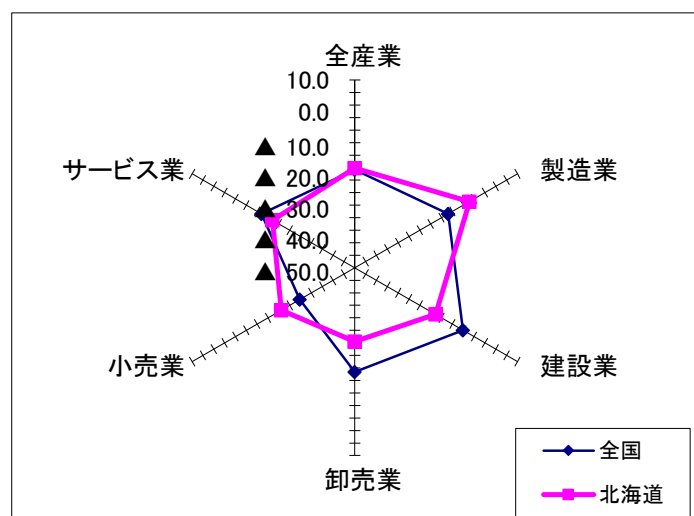 全産業
10.0
0.0
▲ 10.0
▲ 20.0
▲ 30.0
▲ 40.0
▲ 50.0
サービス業
製造業
小売業
建設業
卸売業
全国
北海道